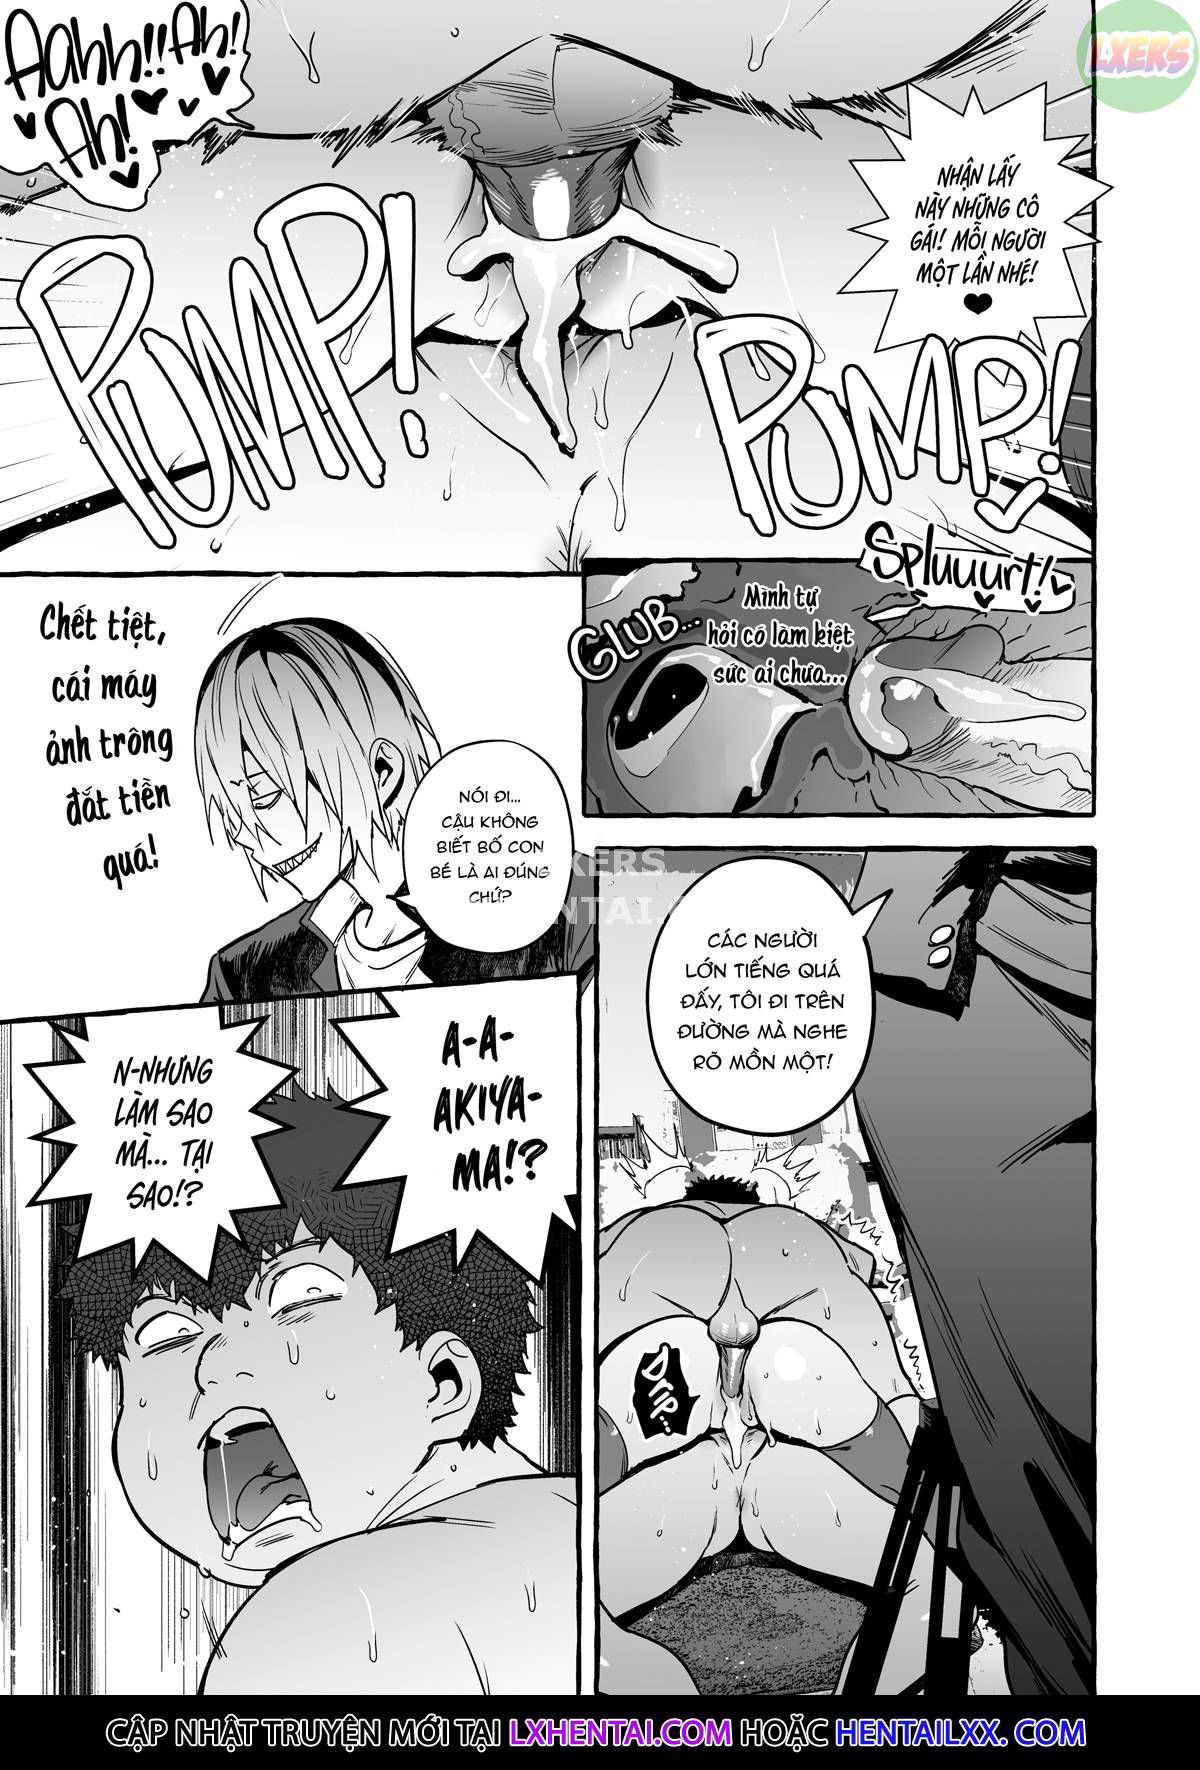 Aahh!! Ah!
Ah!
LXERS
NHẬN LẤY
NÀY NHỮNG CÔ
GÁI! MỖI NGƯỜI
MỘT LẦN NHÉ!
PUMP!
PUMP!
SPLUUURT!
GLUB...
Mình tự
hỏi có làm kiệt
sức ai chưa...
Chết tiệt,
cái máy
ảnh trông
đắt tiền
quá!
NÓI ĐI...
CẬU KHÔNG
BIẾT BỐ CON
BÉ LÀ AI ĐÚNG
CHỨ?
CÁC NGƯỜI
LỚN TIẾNG QUÁ
ĐẤY, TÔI ĐI TRÊN
ĐƯỜNG MÀ NGHE
RÕ MỒN MỘT!
DRIP...
A-A-
AKIYA-
MA!?
N-NHƯNG
LÀM SAO
MÀ... TẠI
SAO!?
CẬP NHẬT TRUYỆN MỚI TẠI LXHENTAI.COM HOẶC HENTAILXX. COM